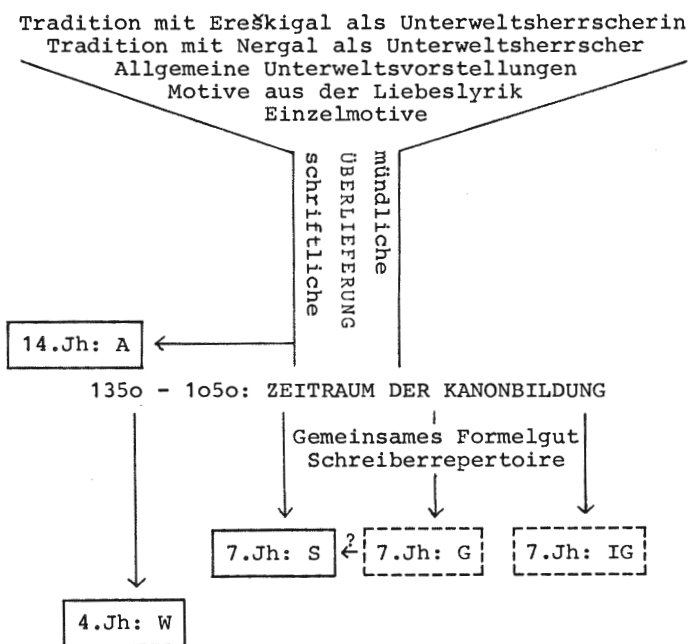 Tradition mit Ereškigal als Unterweltsherrscherin
Tradition mit Nergal als Unterweltsherrscher
Allgemeine Unterweltsvorstellungen
Motive aus der Liebeslyrik
Einzelmotive
schriftliche
ÜBERLIEFERUNG
mündliche
14.Jh: A
135o - 1o5o: ZEITRAUM DER KANONBILDUNG
Gemeinsames Formelgut
Schreiberrepertoire
7.Jh: S ? 7.Jh: G 7.Jh: IG
4.Jh: W